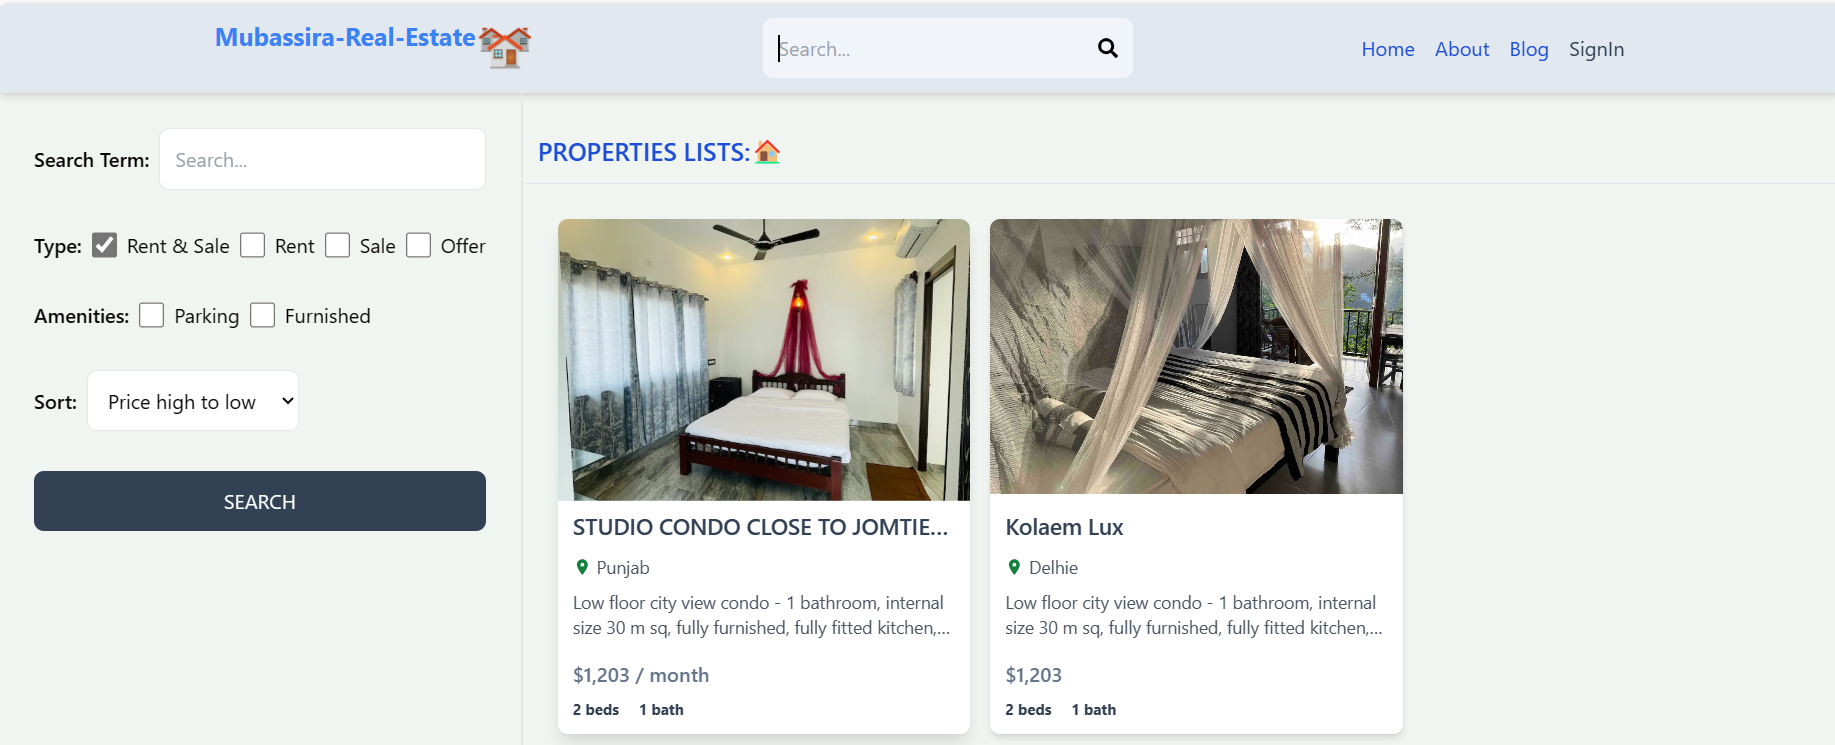 Mubassira-Real-Estate
Search...
Home About Blog SignIn
Search Term: Search...
Type: Rent & Sale Rent Sale Offer
Amenities: Parking Furnished
Sort: Price high to low
SEARCH
PROPERTIES LISTS:
STUDIO CONDO CLOSE TO JOMTIE...
Punjab
Low floor city view condo - 1 bathroom, internal
size 30 m sq, fully furnished, fully fitted kitchen,...
$1,203 / month
2 beds 1 bath
Kolaem Lux
Delhie
Low floor city view condo - 1 bathroom, internal
size 30 m sq, fully furnished, fully fitted kitchen,...
$1,203
2 beds 1 bath